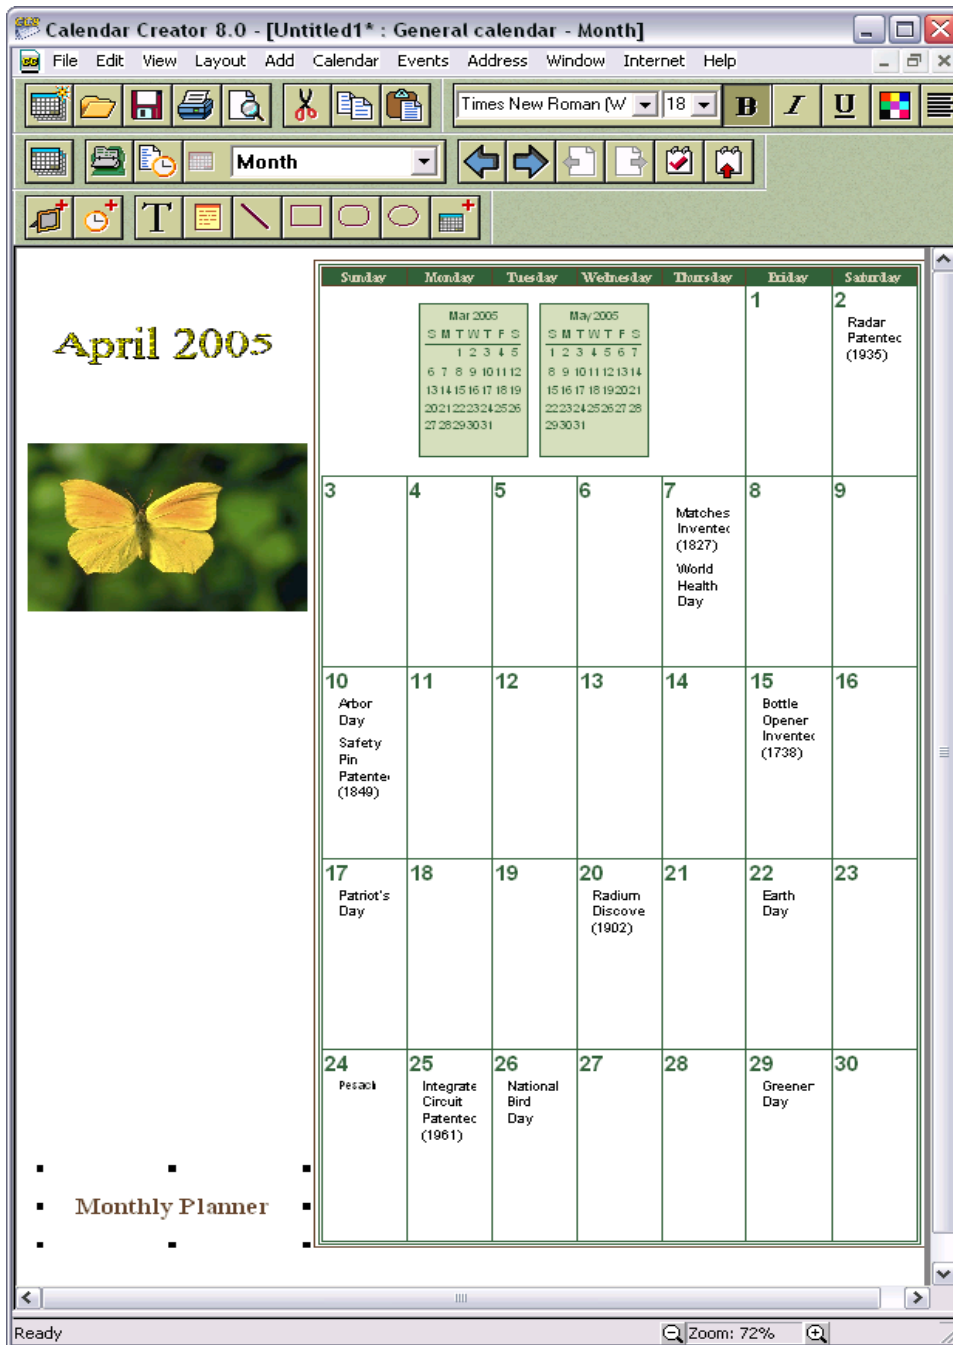 Calendar Creator 8.0 - [Untitled1* : General calendar - Month]
File Edit View Layout Add Calendar Events Address Window Internet Help
Times New Roman (W 18 B I U
Month
T
April 2005
Sunday Monday Tuesday Wednesday Thursday Friday Saturday
Mar 2005
S M T W T F S
1 2 3 4 5
6 7 8 9 10 11 12
13 14 15 16 17 18 19
20 21 22 23 24 25 26
27 28 29 30 31
May 2005
S M T W T F S
1 2 3 4 5 6 7
8 9 10 11 12 13 14
15 16 17 18 19 20 21
22 23 24 25 26 27 28
29 30 31
1
2
Radar
Patentec
(1935)
3
4
5
6
7
Matches
Inventec
(1827)
World
Health
Day
8
9
10
Arbor
Day
Safety
Pin
Patente
(1849)
11
12
13
14
15
Bottle
Opener
Inventec
(1738)
16
17
Patriot's
Day
18
19
20
Radium
Discove
(1902)
21
22
Earth
Day
23
24
Pesach
25
Integrate
Circuit
Patentec
(1961)
26
National
Bird
Day
27
28
29
Greener
Day
30
Monthly Planner
Ready
Zoom: 72%